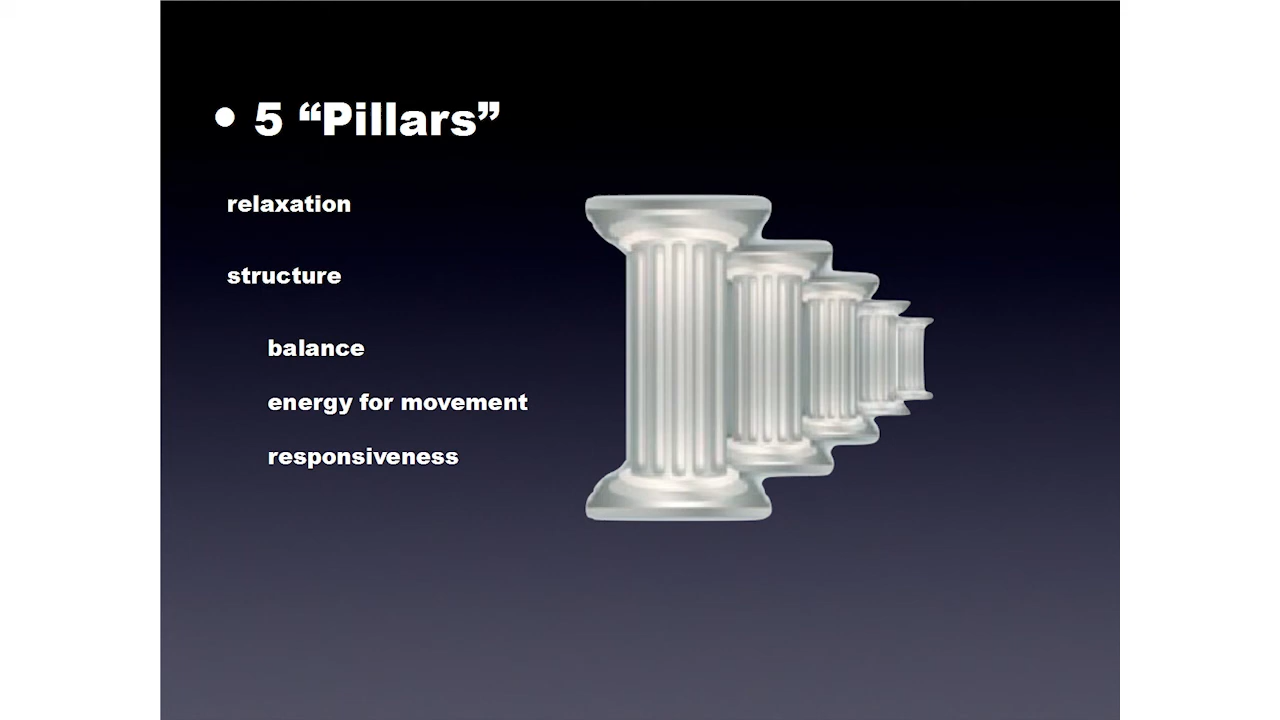 • 5 “Pillars”
relaxation
structure
balance
energy for movement
responsiveness